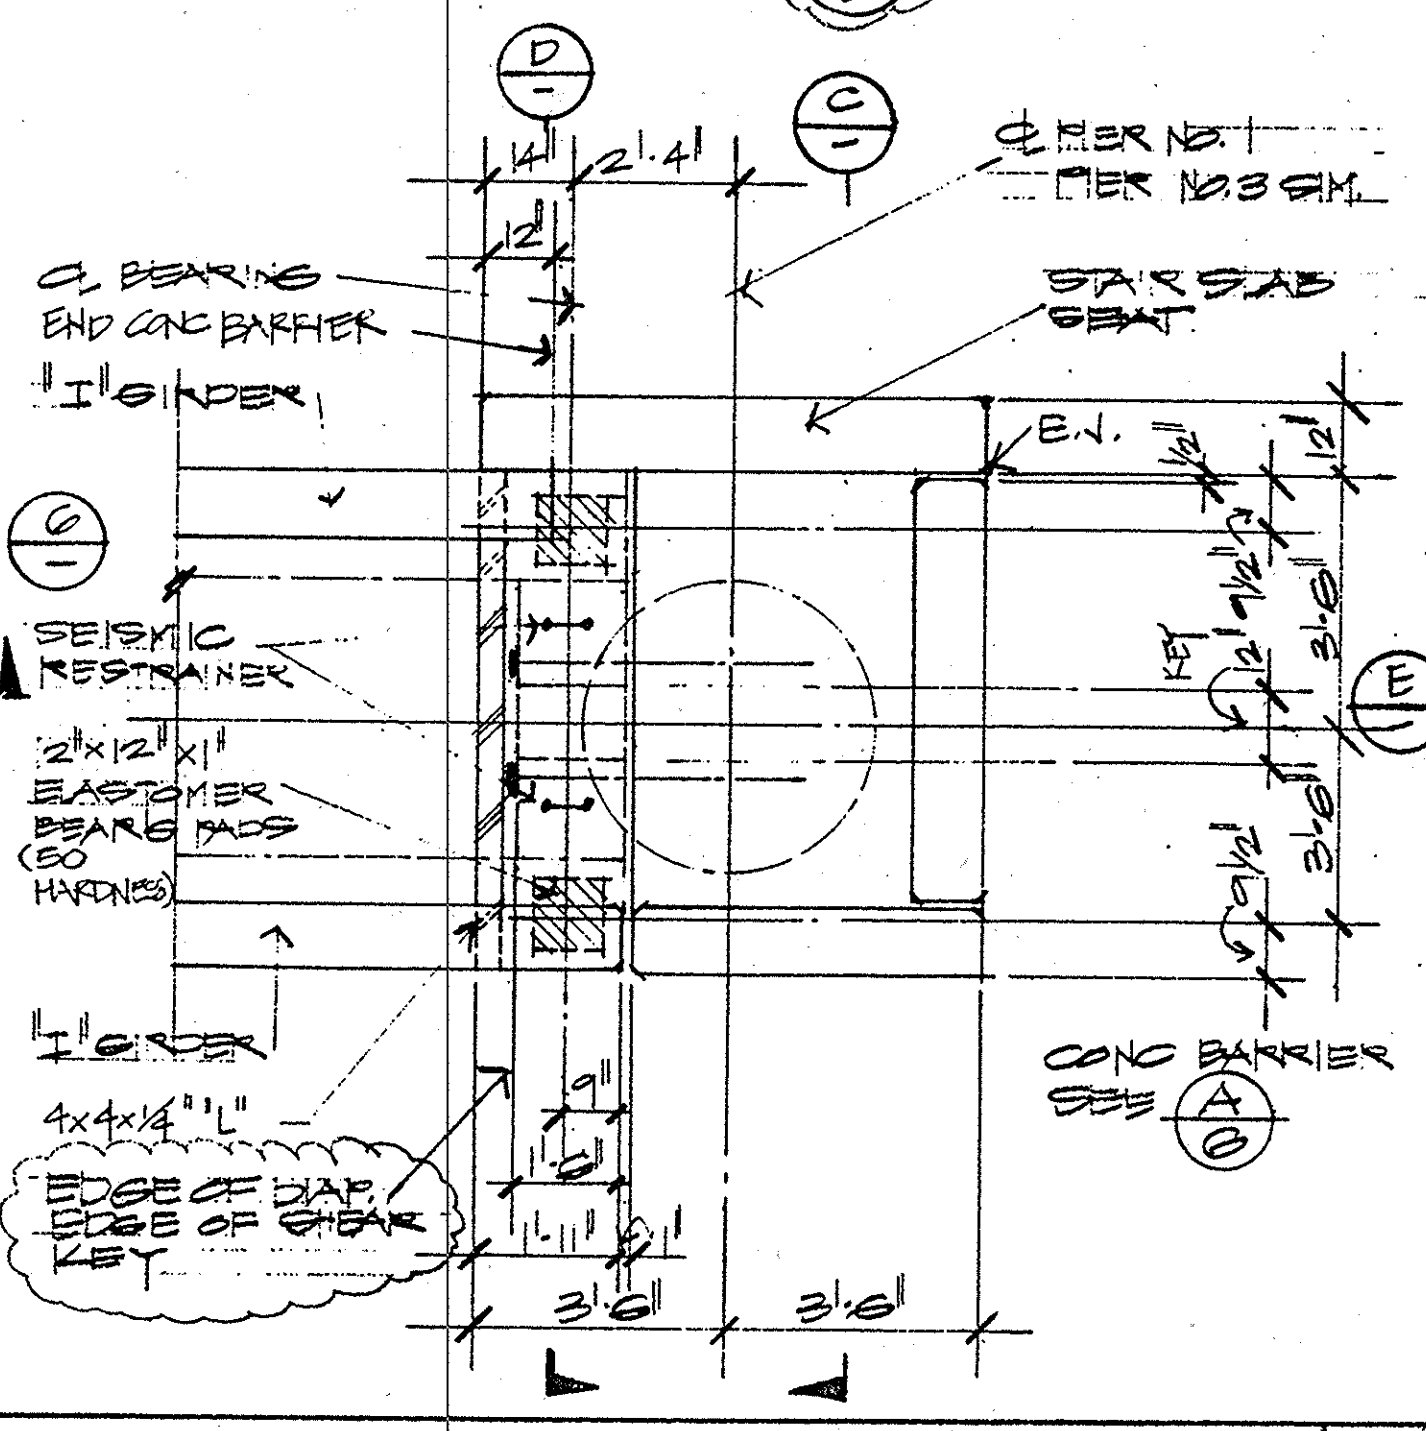 D
-
C
-
14" 2'·4"
℄ PIER NO. 1
PIER NO.3 SIM.
12"
℄ BEARING
END CONC BARRIER
"I" GIRDER
STAIR SLAB
SEAT
E.J.
1/2"
12"
6
-
SEISMIC
RESTRAINER
9 1/2"
12"
KEY
3'·6"
E
2"x12"x1"
ELASTOMER
BEAR'G PADS
(50
HARDNESS)
3'·6"
9 1/2"
"I" GIRDER
4x4x1/4" "L"
CONC BARRIER
SEE A
6
EDGE OF DIAP.
EDGE OF SHEAR
KEY
9"
1'·6"
1'·11" 1"
3'·6" 3'·6"